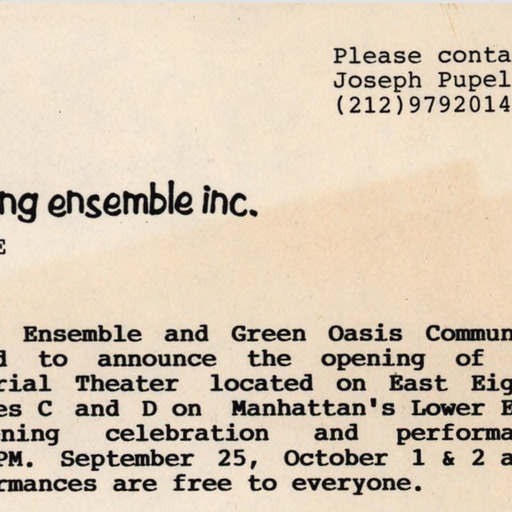 Please conta
Joseph Pupel
(212)9792014
ng ensemble inc.
E
Ensemble and Green Oasis Commun
d to announce the opening of
rial Theater located on East Eig
es C and D on Manhattan's Lower E
ning celebration and performa
PM. September 25, October 1 & 2 a
rmances are free to everyone.